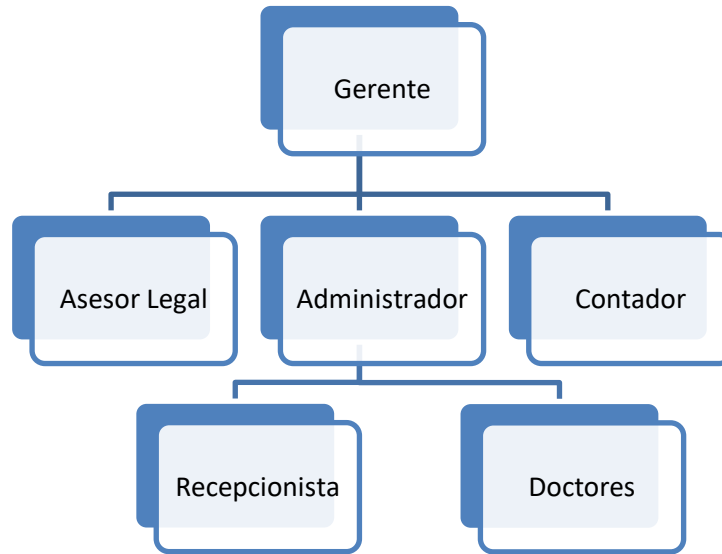 Gerente
Asesor Legal
Administrador
Contador
Recepcionista
Doctores